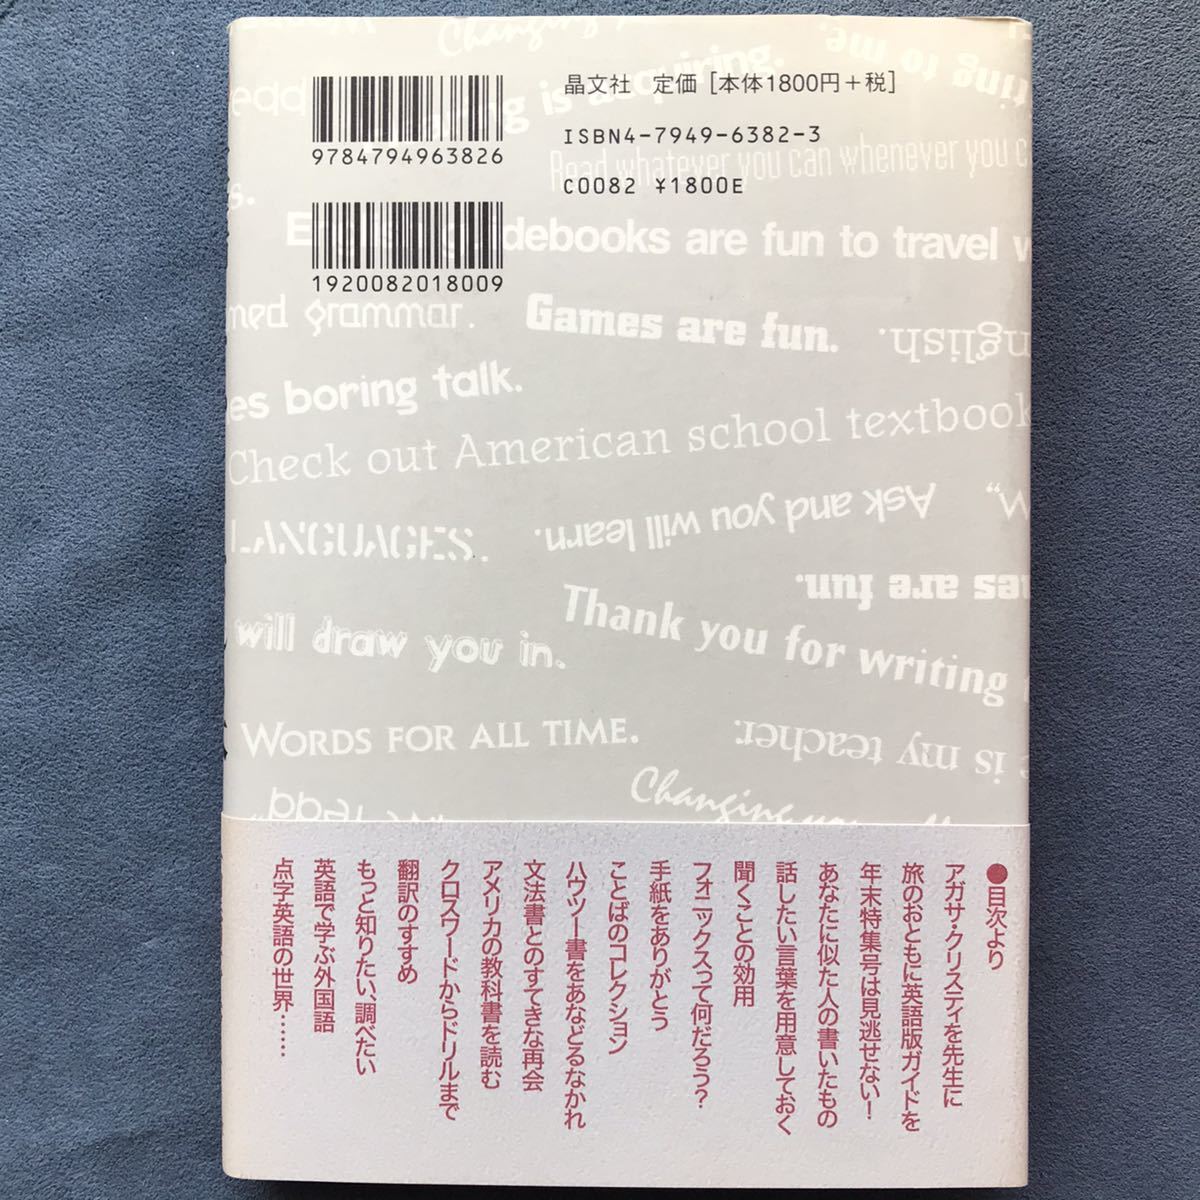 Changing
to me.
ting to
is acquiring.
9784794963826
晶文社 定価[本体1800円+税]
ISBN4-7949-6382-3
Read whatever you can whenever you c
C0082 ¥1800E
s.
debooks are fun to travel w
1920082018009
med grammar.
Games are fun.
nglish.
es boring talk.
Check out American school textbook
Ask and you will learn.
LANGUAGES.
es are fun.
Thank you for writing
will draw you in.
WORDS FOR ALL TIME.
is my teacher.
Changing
●目次より
アガサ・クリスティを先生に
旅のおともに英語版ガイドを
年末特集号は見逃せない!
あなたに似た人の書いたもの
話したい言葉を用意しておく
聞くことの効用
フォニックスって何だろう?
手紙をありがとう
ことばのコレクション
ハウツー書をあなどるなかれ
文法書とのすてきな再会
アメリカの教科書を読む
クロスワードからドリルまで
翻訳のすすめ
もっと知りたい、調べたい
英語で学ぶ外国語
点字英語の世界……